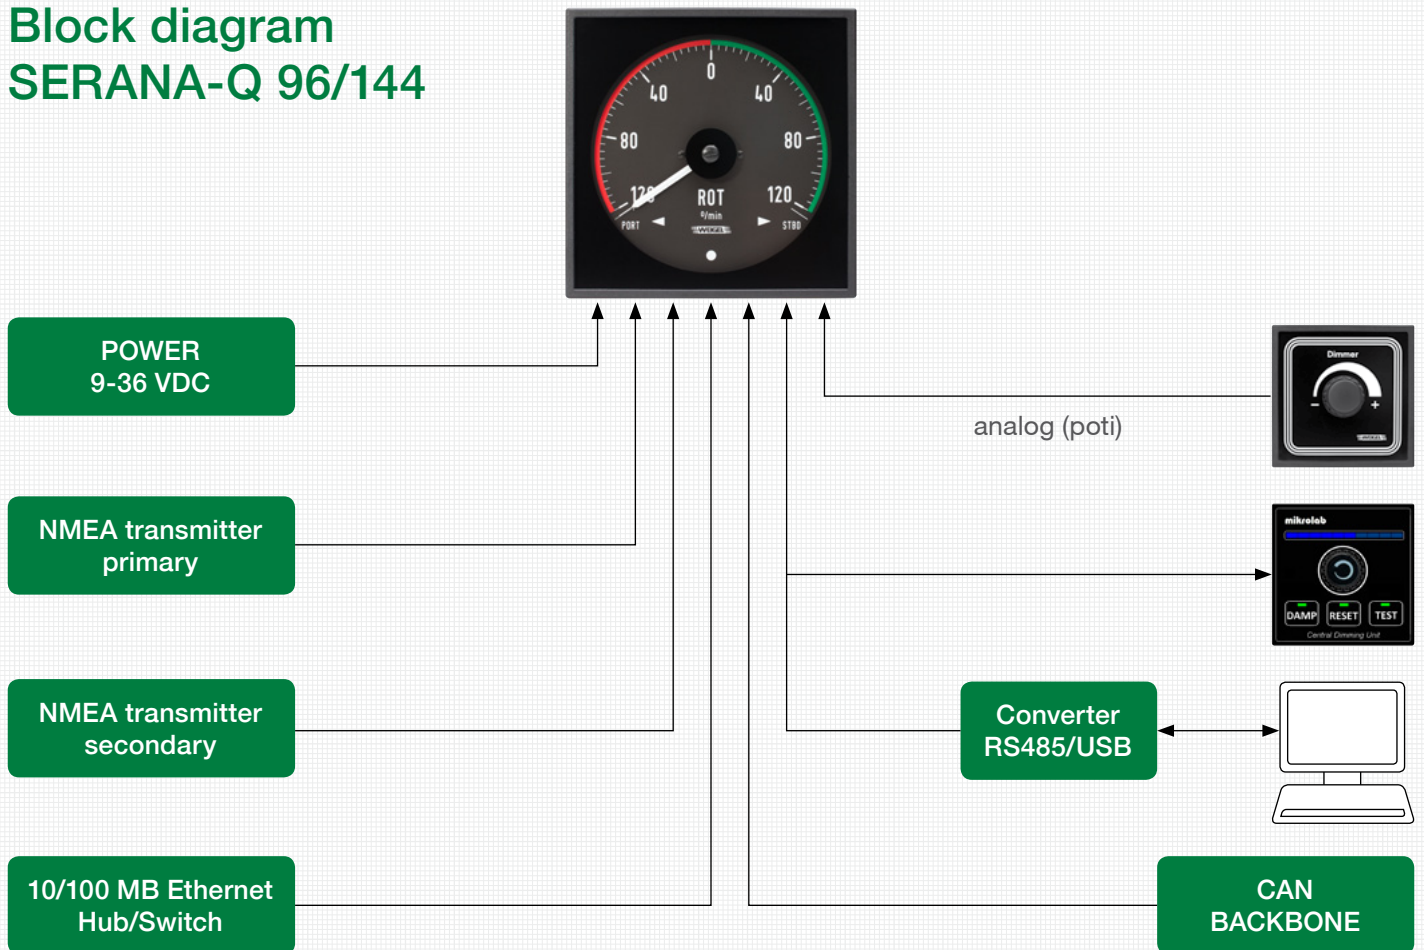 Block diagram
SERANA-Q 96/144
0
40
40
80
80
120
120
ROT
º/min
PORT
STBD
WEIGEL
POWER
9-36 VDC
Dimmer
−
+
WEIGEL
analog (poti)
NMEA transmitter
primary
mikrolab
DAMP
RESET
TEST
Central Dimming Unit
NMEA transmitter
secondary
Converter
RS485/USB
10/100 MB Ethernet
Hub/Switch
CAN
BACKBONE